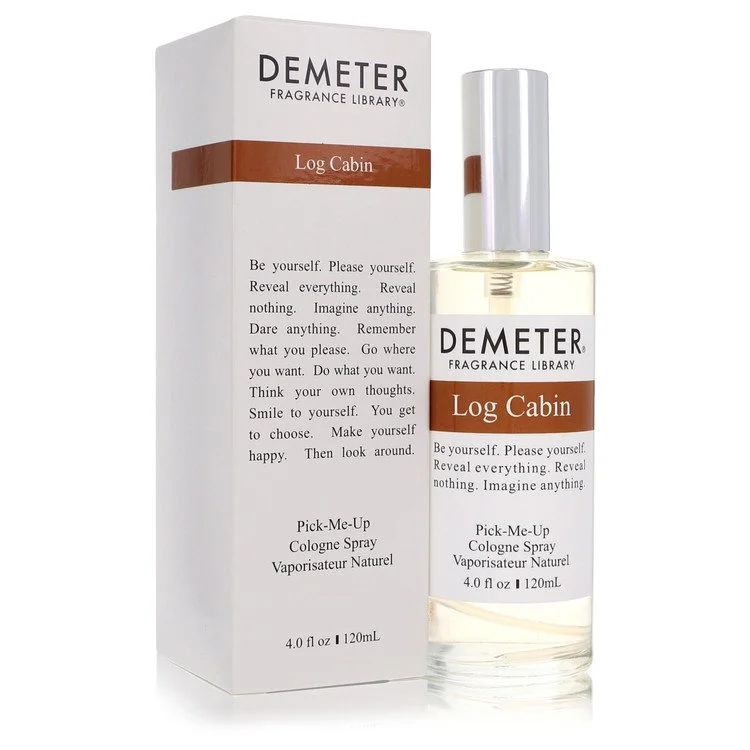 DEMETER
FRAGRANCE LIBRARY®
Log Cabin
Be yourself. Please yourself.
Reveal everything. Reveal
nothing. Imagine anything.
Dare anything. Remember
what you please. Go where
you want. Do what you want.
Think your own thoughts.
Smile to yourself. You get
to choose. Make yourself
happy. Then look around.
Pick-Me-Up
Cologne Spray
Vaporisateur Naturel
4.0 fl oz | 120mL
DEMETER®
FRAGRANCE LIBRARY
Log Cabin
Be yourself. Please yourself.
Reveal everything. Reveal
nothing. Imagine anything.
Pick-Me-Up
Cologne Spray
Vaporisateur Naturel
4.0 fl oz | 120mL